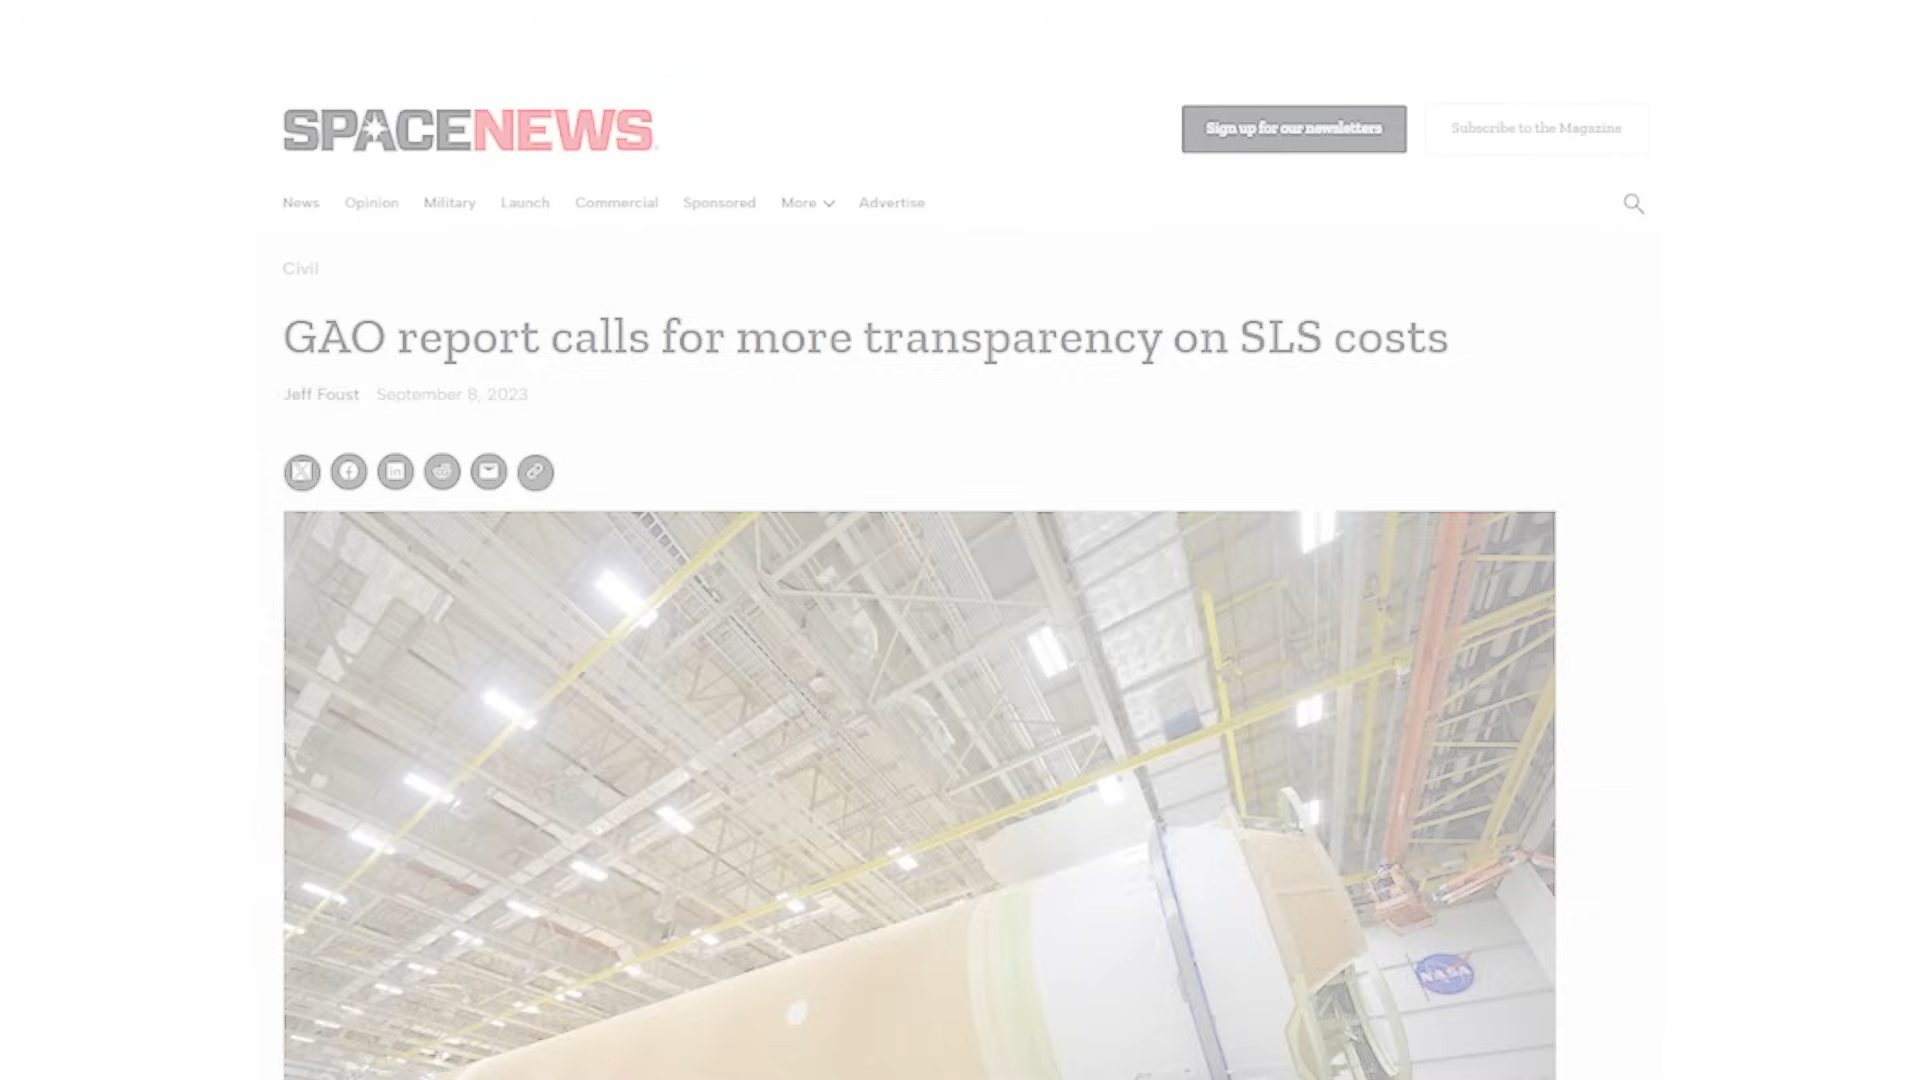 SPACENEWS
Sign up for our newsletters
Subscribe to the Magazine
News Opinion Military Launch Commercial Sponsored More Advertise
Civil
GAO report calls for more transparency on SLS costs
Jeff Foust September 8, 2023
NASA